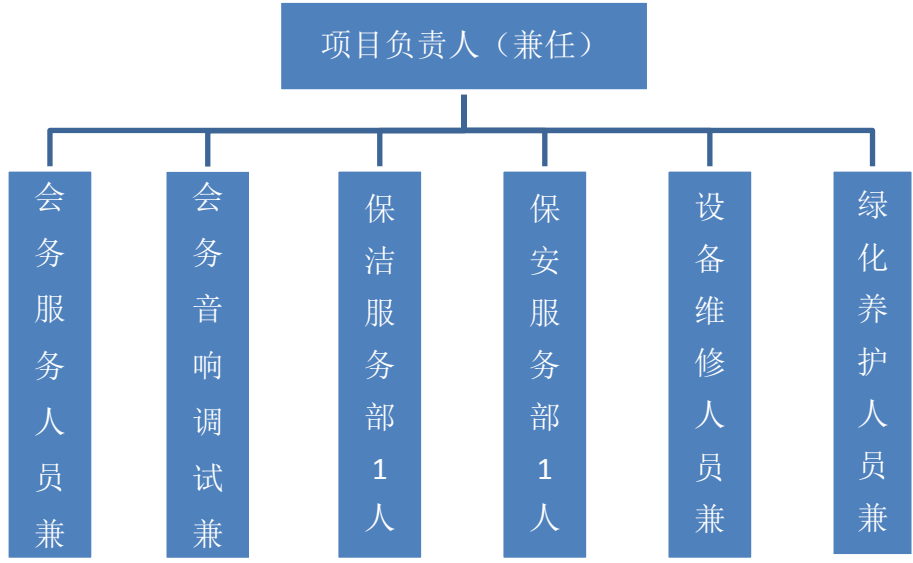 项目负责人（兼任）
会务服务人员兼
会务音响调试兼
保洁服务部1人
保安服务部1人
设备维修人员兼
绿化养护人员兼